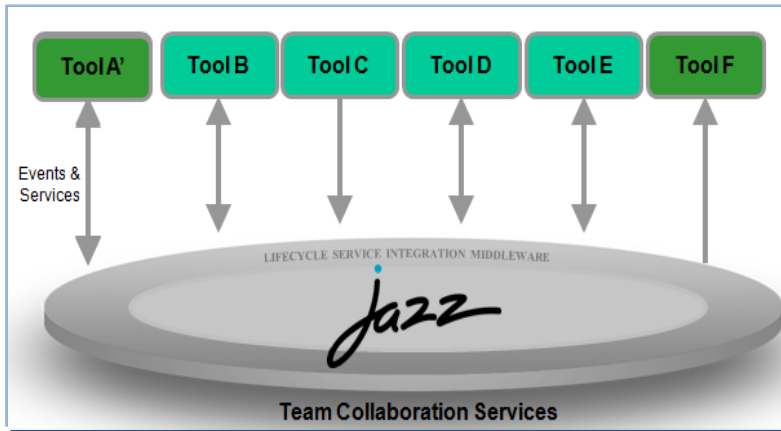 Tool A' Tool B Tool C Tool D Tool E Tool F
Events &
Services
LIFECYCLE SERVICE INTEGRATION MIDDLEWARE
jazz
Team Collaboration Services